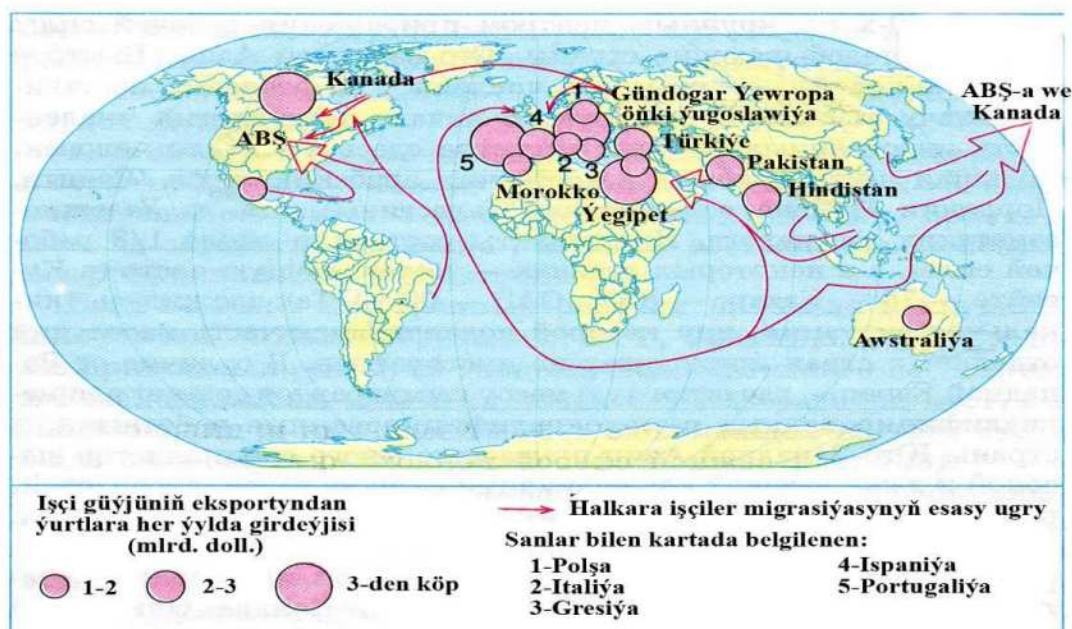 Kanada
ABŞ
1
Gündogar Ýewropa
öňki ýugoslawiýa
ABŞ-a we
Kanada
4
5
2
Türkiýe
3
Pakistan
Morokko
Hindistan
Ýegipet
Awstraliýa
Işçi güýjüniň eksportyndan
ýurtlara her ýylda girdeýjisi
(mlrd. doll.)
1-2
2-3
3-den köp
Halkara işçiler migrasiýasynyň esasy ugry
Sanlar bilen kartada belgilenen:
1-Polşa
2-Italiýa
3-Gresiýa
4-Ispaniýa
5-Portugaliýa